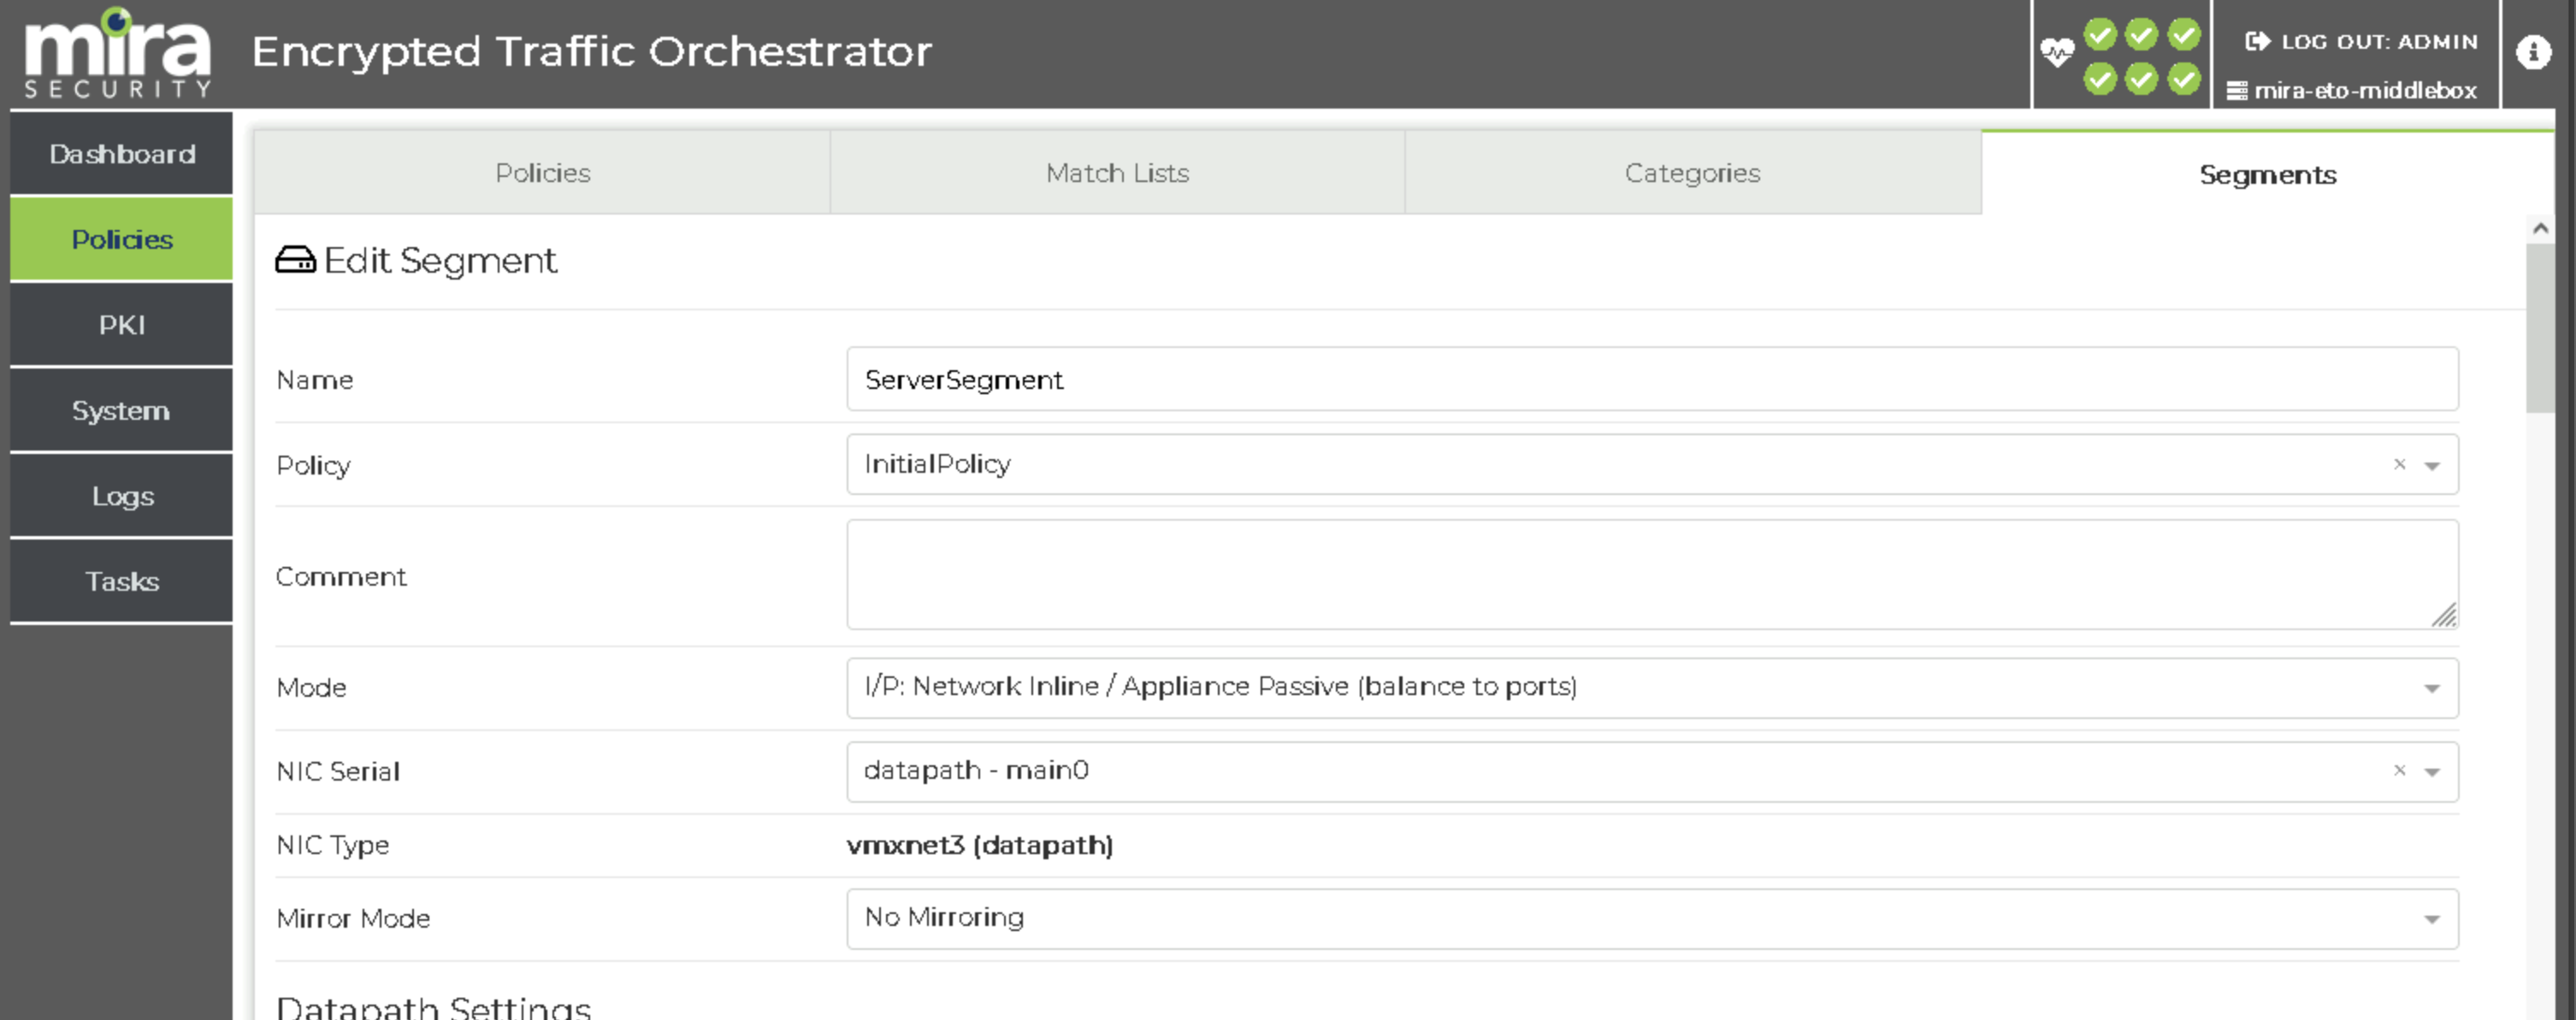 mira
SECURITY
Encrypted Traffic Orchestrator
LOG OUT: ADMIN
mira-eto-middlebox
Dashboard
Policies
PKI
System
Logs
Tasks
Policies
Match Lists
Categories
Segments
Edit Segment
Name
ServerSegment
Policy
InitialPolicy
Comment
Mode
I/P: Network Inline / Appliance Passive (balance to ports)
NIC Serial
datapath - main0
NIC Type
vmxnet3 (datapath)
Mirror Mode
No Mirroring
Datapath Settings